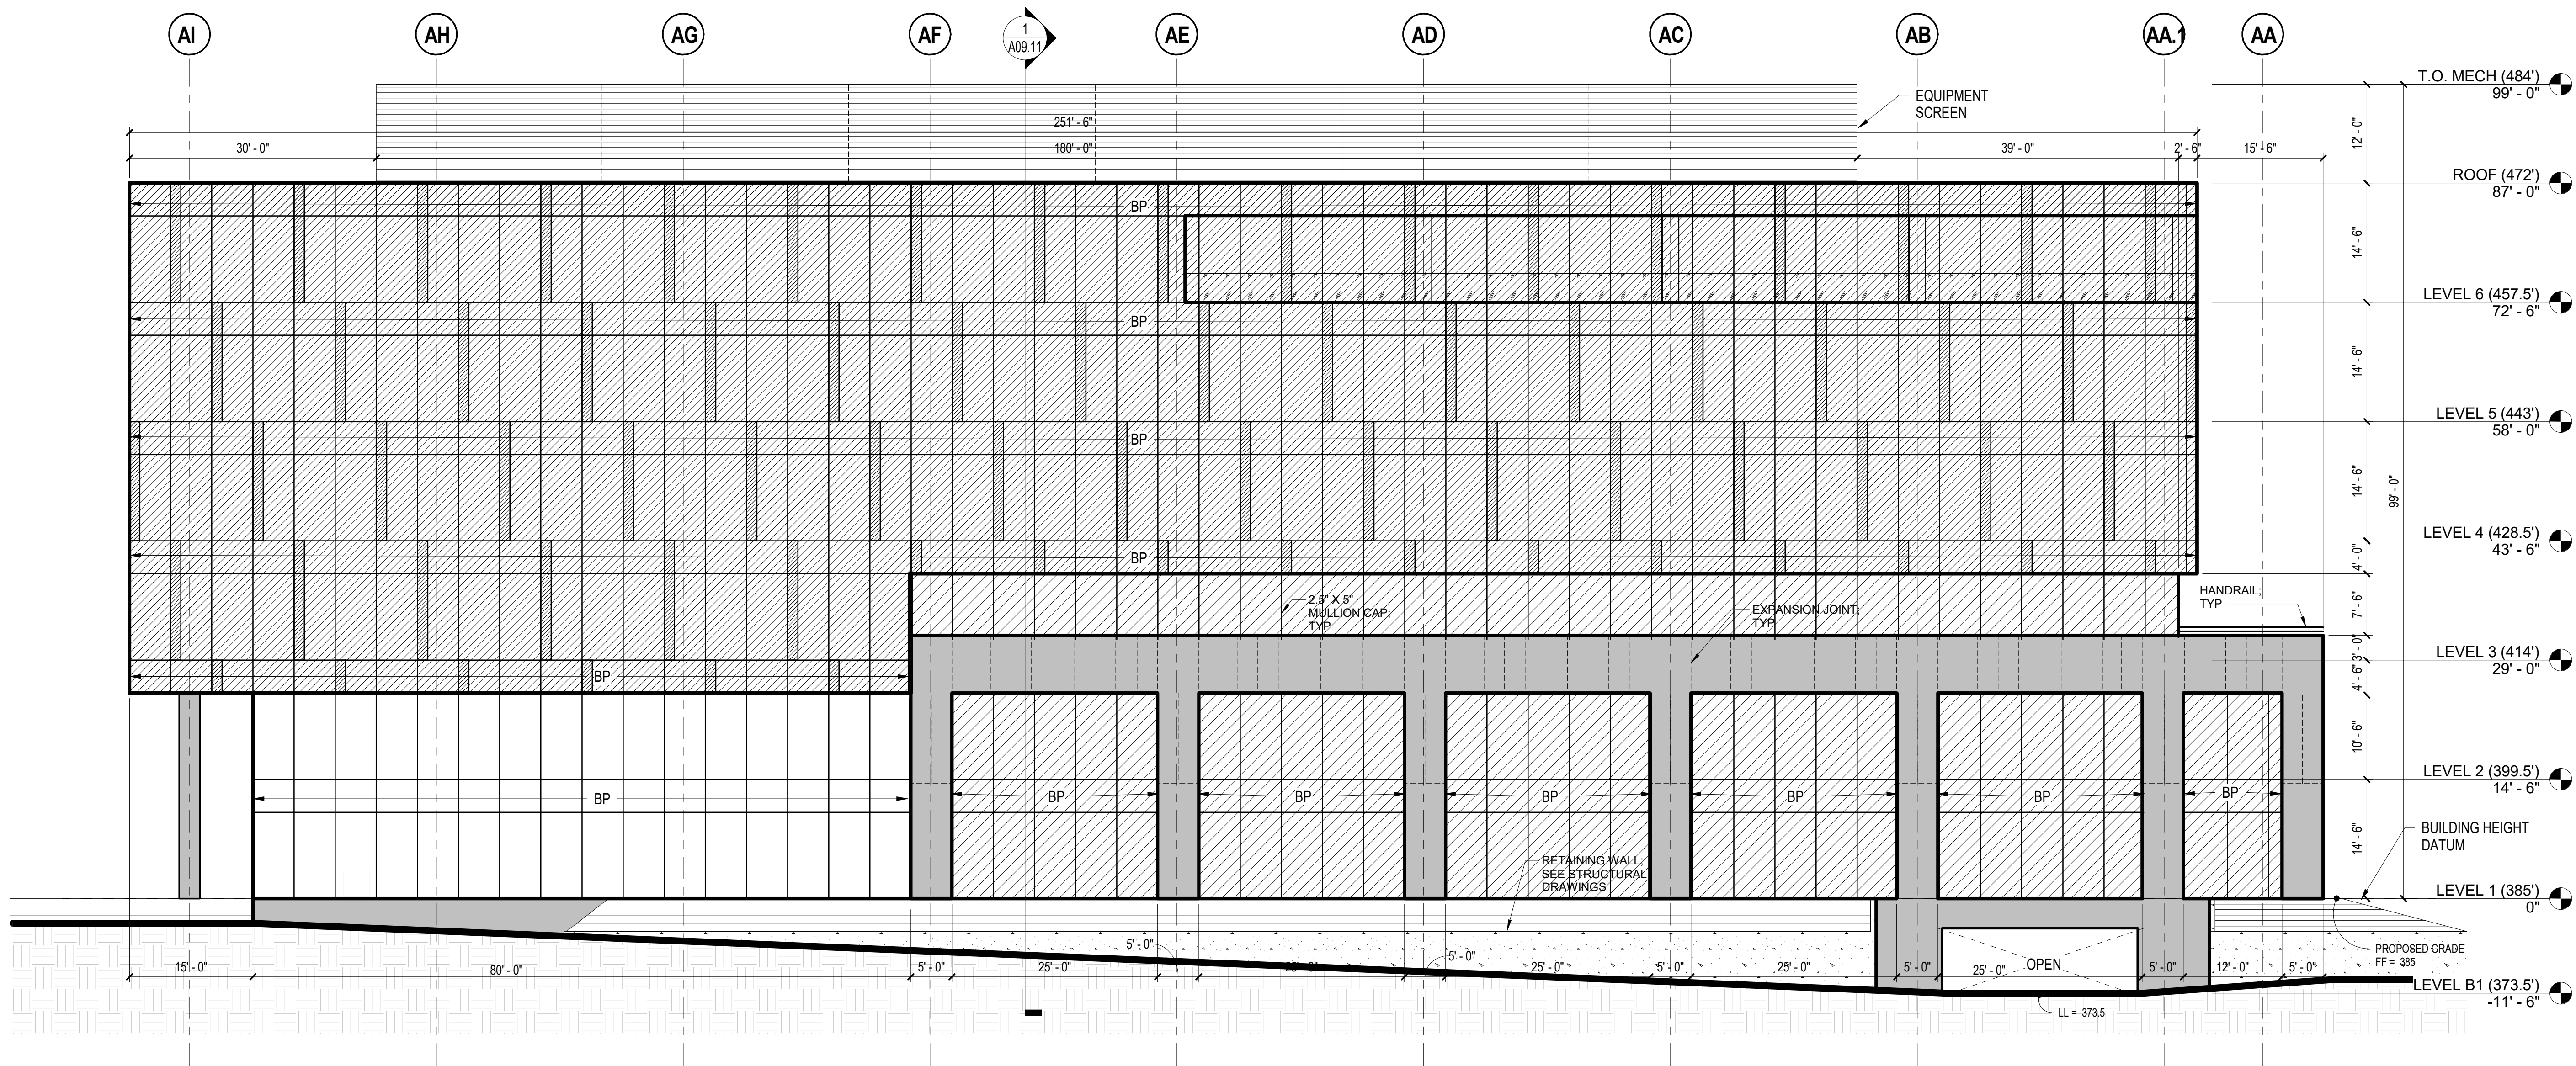 AI
AH
AG
AF
1
A09.11
AE
AD
AC
AB
AA.1
AA
T.O. MECH (484')
99' - 0"
EQUIPMENT
SCREEN
251' - 6"
12' - 0"
30' - 0"
180' - 0"
39' - 0"
2' - 6"
15' - 6"
ROOF (472')
87' - 0"
BP
14' - 6"
LEVEL 6 (457.5')
72' - 6"
BP
14' - 6"
LEVEL 5 (443')
58' - 0"
BP
14' - 6"
99' - 0"
LEVEL 4 (428.5')
43' - 6"
BP
4' - 0"
2.5" X 5"
MULLION CAP;
TYP
EXPANSION JOINT;
TYP
HANDRAIL;
TYP
7' - 6"
3' - 0"
LEVEL 3 (414')
29' - 0"
BP
4' - 6"
10' - 6"
LEVEL 2 (399.5')
14' - 6"
BP
BP
BP
BP
BP
BP
BP
14' - 6"
BUILDING HEIGHT
DATUM
RETAINING WALL;
SEE STRUCTURAL
DRAWINGS
LEVEL 1 (385')
0"
5' - 0"
5' - 0"
PROPOSED GRADE
FF = 385
15' - 0"
80' - 0"
5' - 0"
25' - 0"
25' - 0"
25' - 0"
5' - 0"
25' - 0"
5' - 0"
25' - 0"
OPEN
5' - 0"
12' - 0"
5' - 0"
LEVEL B1 (373.5')
-11' - 6"
LL = 373.5